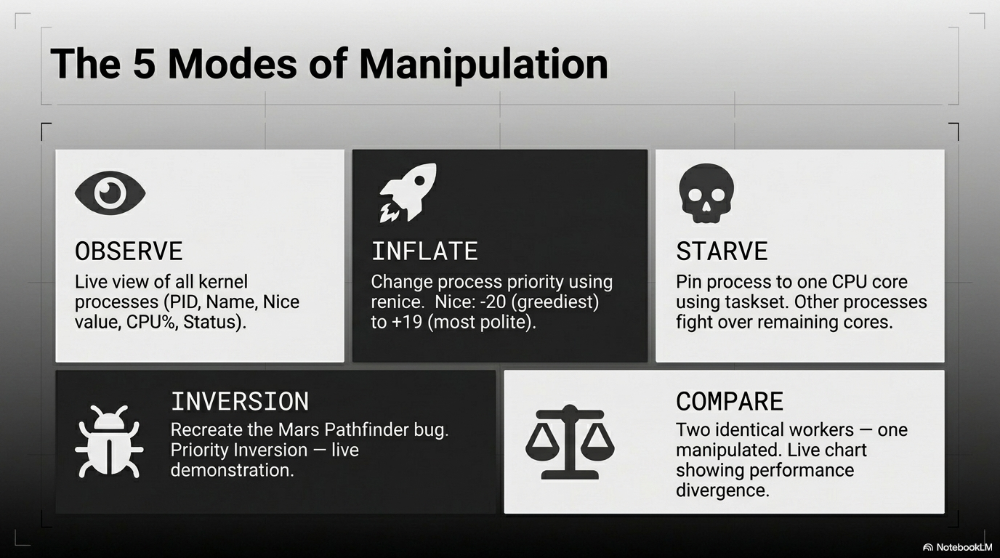 The 5 Modes of Manipulation
OBSERVE
Live view of all kernel
processes (PID, Name, Nice
value, CPU%, Status).
INFLATE
Change process priority using
renice.  Nice: -20 (greediest)
to +19 (most polite).
STARVE
Pin process to one CPU core
using taskset. Other processes
fight over remaining cores.
INVERSION
Recreate the Mars Pathfinder bug.
Priority Inversion — live
demonstration.
COMPARE
Two identical workers — one
manipulated. Live chart
showing performance
divergence.
NotebookLM